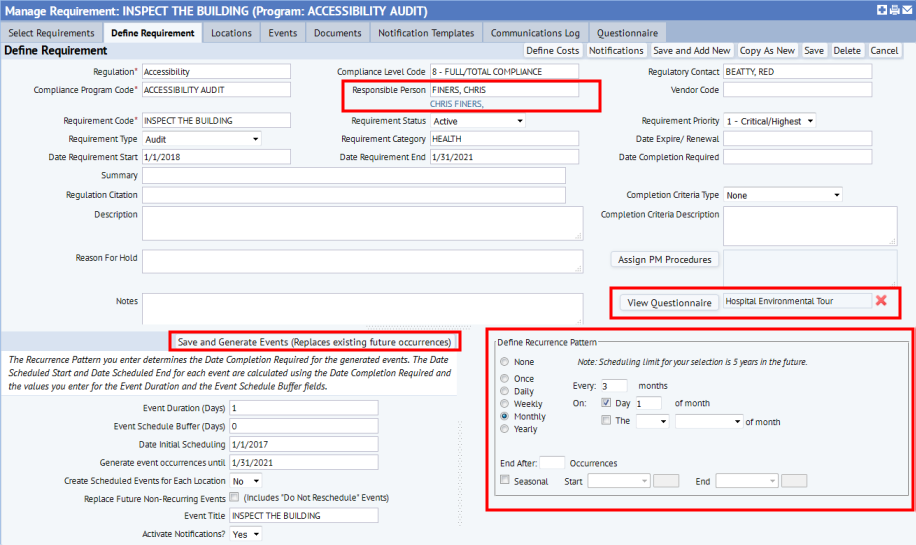 Manage Requirement: INSPECT THE BUILDING (Program: ACCESSIBILITY AUDIT)
Select Requirements Define Requirement Locations Events Documents Notification Templates Communications Log Questionnaire
Define Requirement Define Costs Notifications Save and Add New Copy As New Save Delete Cancel
Regulation* Accessibility Compliance Level Code 8 - FULL/TOTAL COMPLIANCE Regulatory Contact BEATTY, RED
Compliance Program Code* ACCESSIBILITY AUDIT Responsible Person FINERS, CHRIS Vendor Code
CHRIS FINERS,
Requirement Code* INSPECT THE BUILDING Requirement Status Active Requirement Priority 1 - Critical/Highest
Requirement Type Audit Requirement Category HEALTH Date Expire/ Renewal
Date Requirement Start 1/1/2018 Date Requirement End 1/31/2021 Date Completion Required
Summary
Regulation Citation Completion Criteria Type None
Description Completion Criteria Description
Reason For Hold Assign PM Procedures
Notes View Questionnaire Hospital Environmental Tour
Save and Generate Events (Replaces existing future occurrences)
The Recurrence Pattern you enter determines the Date Completion Required for the generated events. The Date
Scheduled Start and Date Scheduled End for each event are calculated using the Date Completion Required and
the values you enter for the Event Duration and the Event Schedule Buffer fields.
Event Duration (Days) 1
Event Schedule Buffer (Days) 0
Date Initial Scheduling 1/1/2017
Generate event occurrences until 1/31/2021
Create Scheduled Events for Each Location No
Replace Future Non-Recurring Events (Includes "Do Not Reschedule" Events)
Event Title INSPECT THE BUILDING
Activate Notifications? Yes
Define Recurrence Pattern
None Note: Scheduling limit for your selection is 5 years in the future.
Once Every: 3 months
Daily
Weekly On: Day 1 of month
Monthly The of month
Yearly
End After: Occurrences
Seasonal Start End